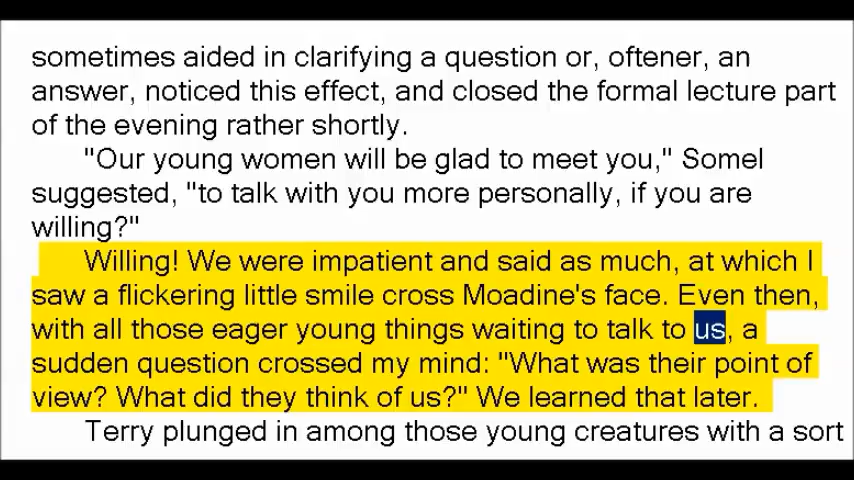 sometimes aided in clarifying a question or, oftener, an
answer, noticed this effect, and closed the formal lecture part
of the evening rather shortly.
"Our young women will be glad to meet you," Somel
suggested, "to talk with you more personally, if you are
willing?"
Willing! We were impatient and said as much, at which I
saw a flickering little smile cross Moadine's face. Even then,
with all those eager young things waiting to talk to us, a
sudden question crossed my mind: "What was their point of
view? What did they think of us?" We learned that later.
Terry plunged in among those young creatures with a sort